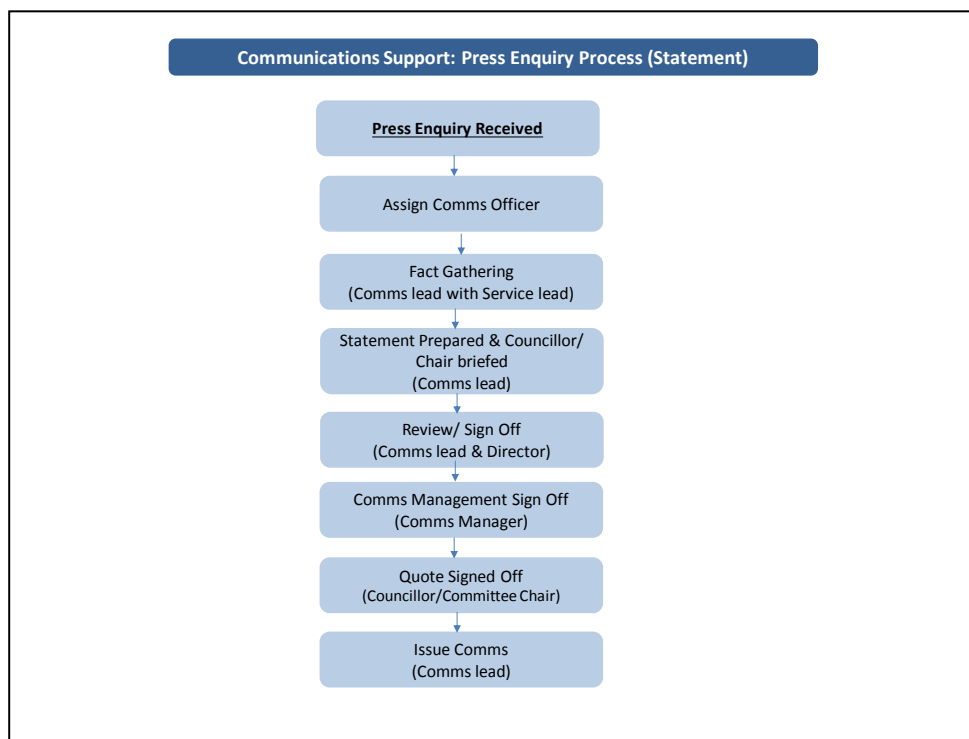 Communications Support: Press Enquiry Process (Statement)
Press Enquiry Received
Assign Comms Officer
Fact Gathering
(Comms lead with Service lead)
Statement Prepared & Councillor/
Chair briefed
(Comms lead)
Review/ Sign Off
(Comms lead & Director)
Comms Management Sign Off
(Comms Manager)
Quote Signed Off
(Councillor/Committee Chair)
Issue Comms
(Comms lead)